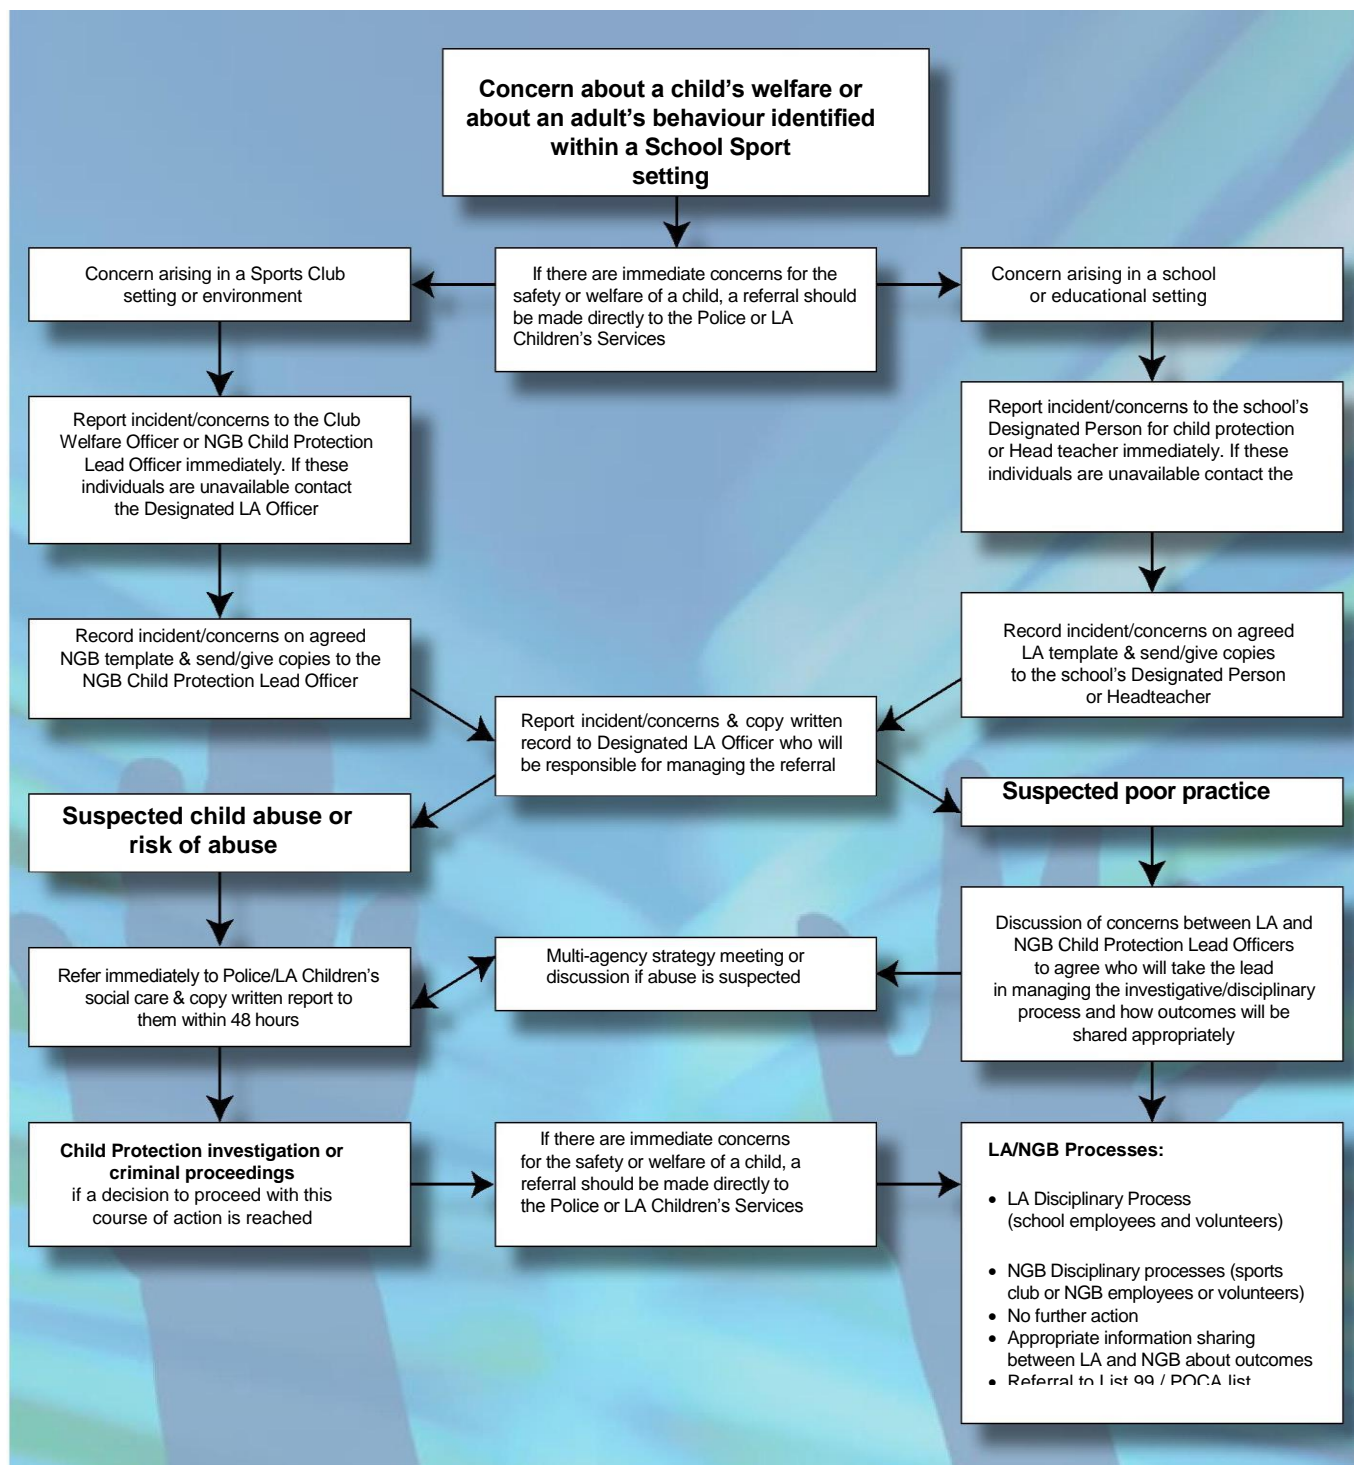 Concern about a child’s welfare or
about an adult’s behaviour identified
within a School Sport
setting
Concern arising in a Sports Club
setting or environment
If there are immediate concerns for the
safety or welfare of a child, a referral should
be made directly to the Police or LA
Children’s Services
Concern arising in a school
or educational setting
Report incident/concerns to the Club
Welfare Officer or NGB Child Protection
Lead Officer immediately. If these
individuals are unavailable contact
the Designated LA Officer
Report incident/concerns to the school’s
Designated Person for child protection
or Head teacher immediately. If these
individuals are unavailable contact the
Record incident/concerns on agreed
NGB template & send/give copies to the
NGB Child Protection Lead Officer
Record incident/concerns on agreed
LA template & send/give copies
to the school’s Designated Person
or Headteacher
Report incident/concerns & copy written
record to Designated LA Officer who will
be responsible for managing the referral
Suspected child abuse or
risk of abuse
Suspected poor practice
Refer immediately to Police/LA Children’s
social care & copy written report to
them within 48 hours
Multi-agency strategy meeting or
discussion if abuse is suspected
Discussion of concerns between LA and
NGB Child Protection Lead Officers
to agree who will take the lead
in managing the investigative/disciplinary
process and how outcomes will be
shared appropriately
Child Protection investigation or
criminal proceedings
if a decision to proceed with this
course of action is reached
If there are immediate concerns
for the safety or welfare of a child, a
referral should be made directly to
the Police or LA Children’s Services
LA/NGB Processes:
• LA Disciplinary Process
(school employees and volunteers)
• NGB Disciplinary processes (sports
club or NGB employees or volunteers)
• No further action
• Appropriate information sharing
between LA and NGB about outcomes
• Referral to List 99 / POCA list